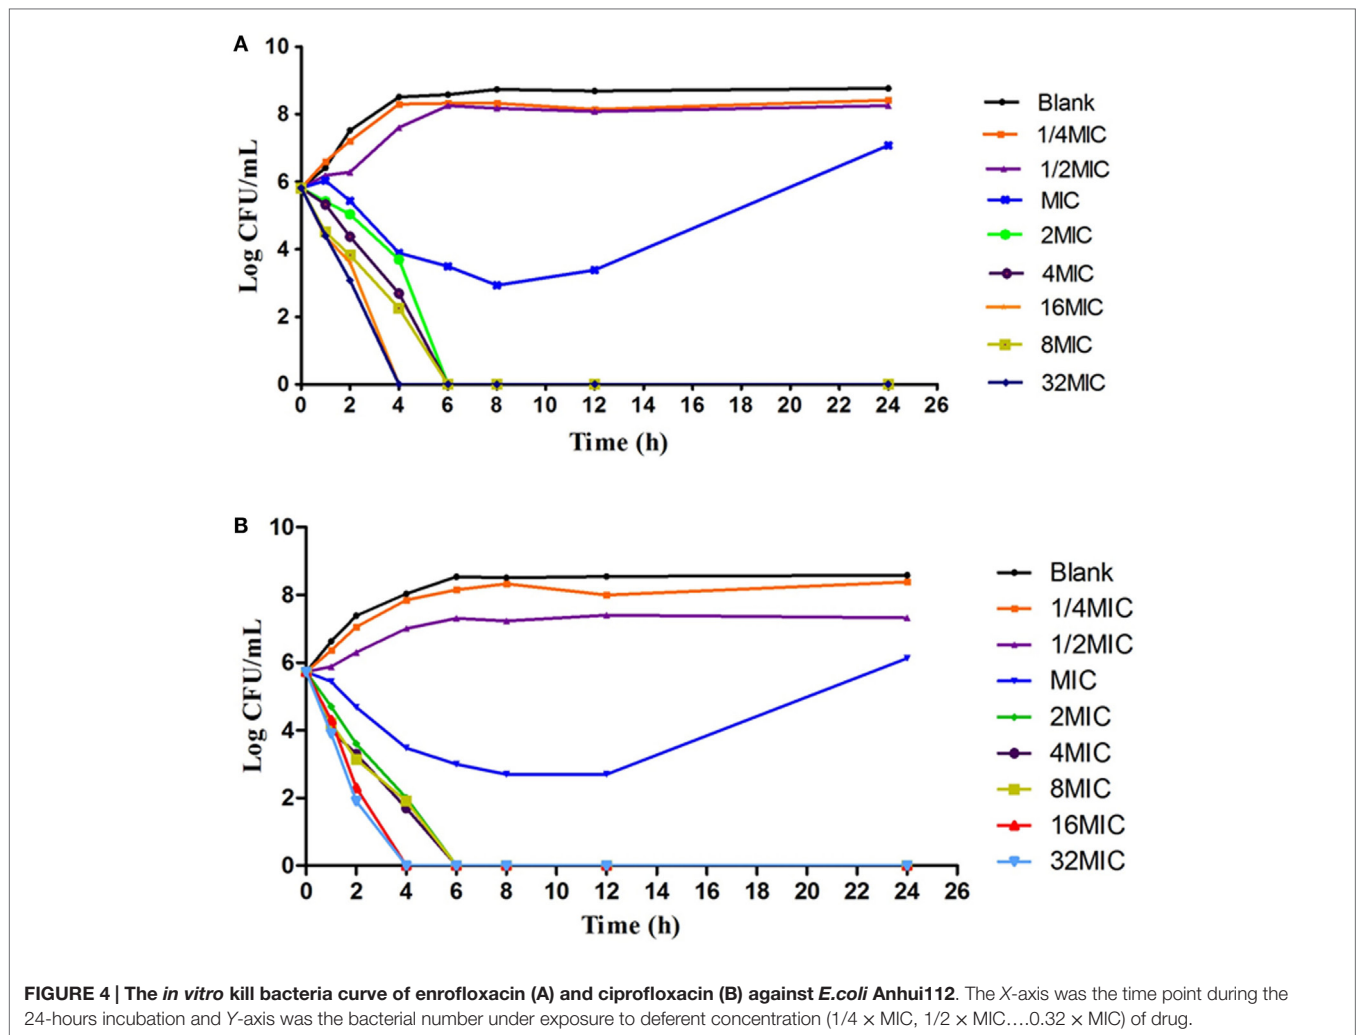 A
10
8
6
4
2
0
Log CFU/mL
0 2 4 6 8 10 12 14 16 18 20 22 24 26
Time (h)
Blank
1/4MIC
1/2MIC
MIC
2MIC
4MIC
16MIC
8MIC
32MIC
B
10
8
6
4
2
0
Log CFU/mL
0 2 4 6 8 10 12 14 16 18 20 22 24 26
Time (h)
Blank
1/4MIC
1/2MIC
MIC
2MIC
4MIC
8MIC
16MIC
32MIC
FIGURE 4 | The in vitro kill bacteria curve of enrofloxacin (A) and ciprofloxacin (B) against E.coli Anhui112. The X-axis was the time point during the
24-hours incubation and Y-axis was the bacterial number under exposure to deferent concentration (1/4 × MIC, 1/2 × MIC….0.32 × MIC) of drug.